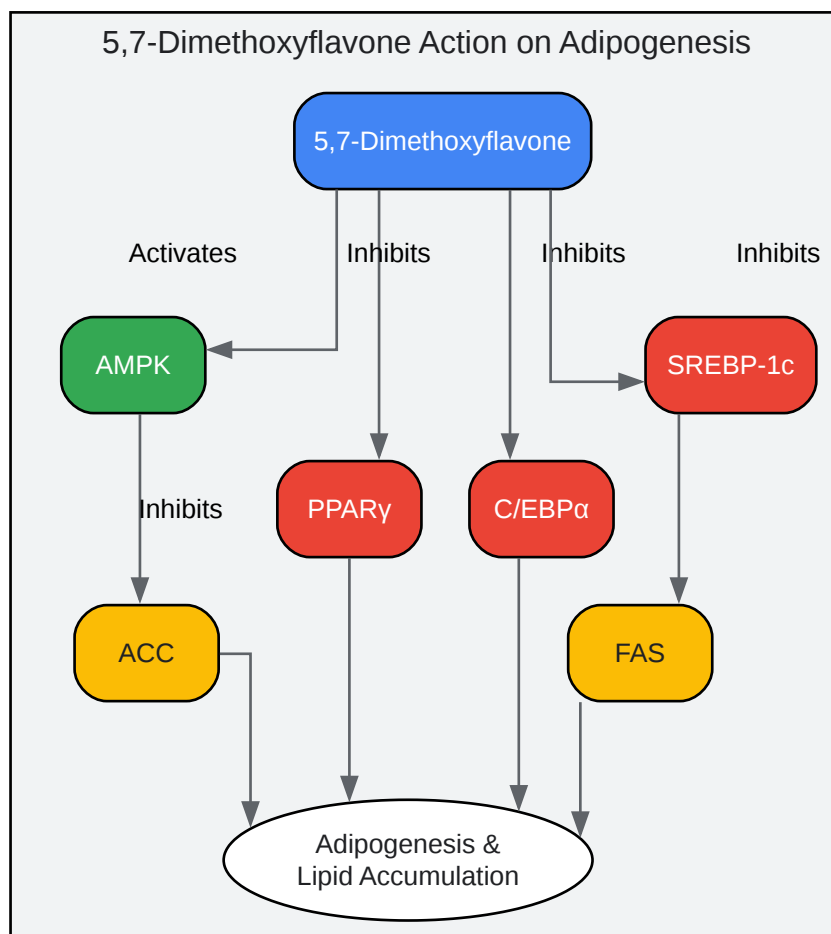 5,7-Dimethoxyflavone Action on Adipogenesis
5,7-Dimethoxyflavone
Activates
Inhibits
Inhibits
Inhibits
AMPK
SREBP-1c
Inhibits
PPARγ
C/EBPα
ACC
FAS
Adipogenesis &
Lipid Accumulation